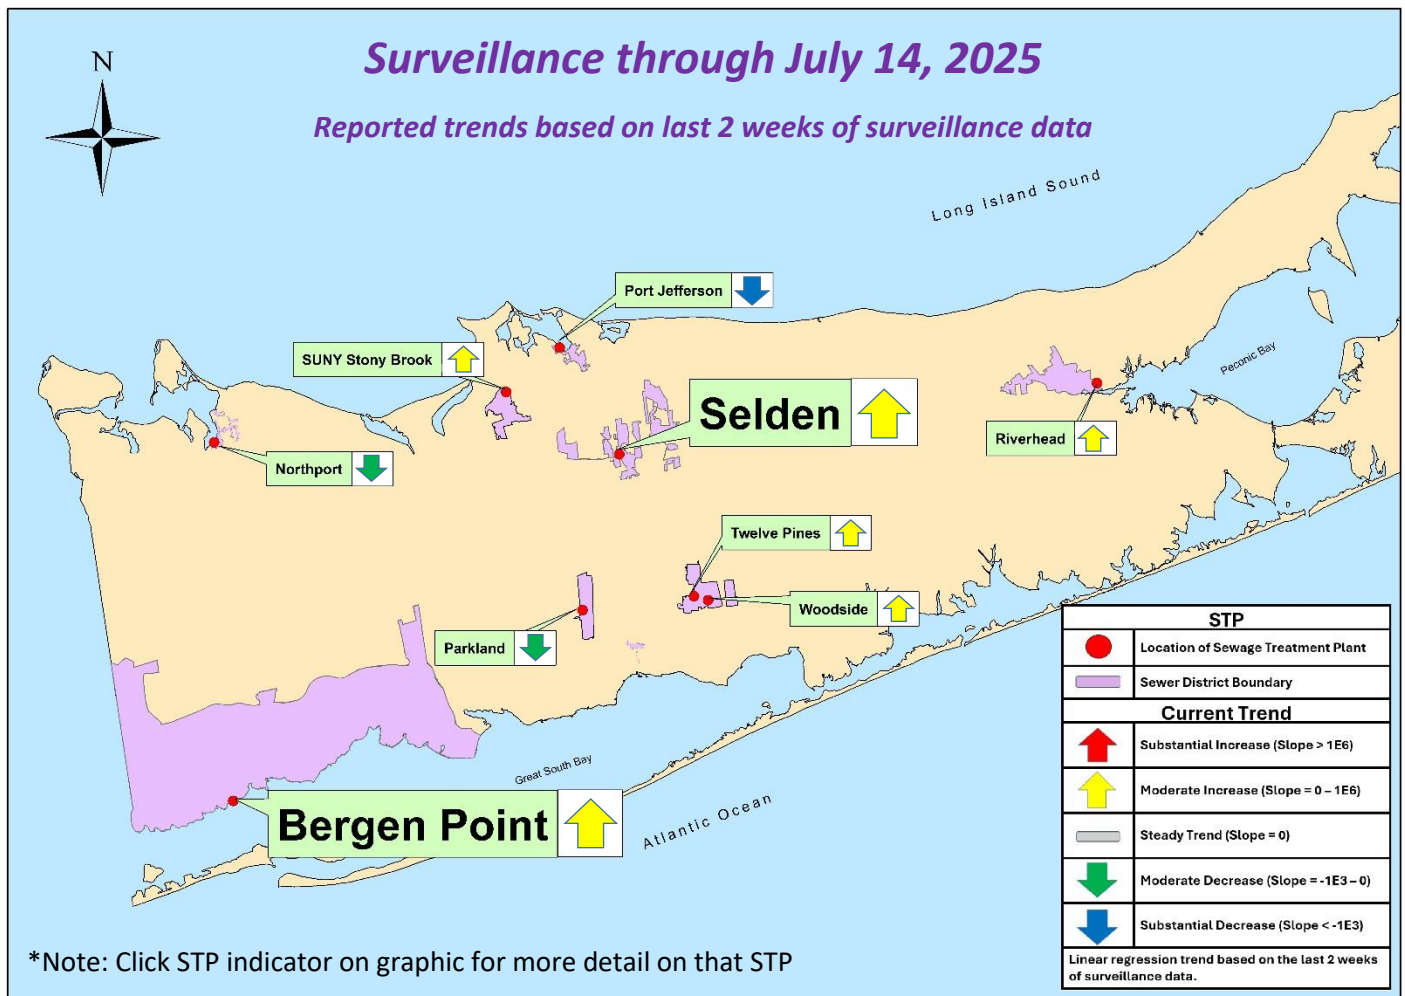 Surveillance through July 14, 2025
Reported trends based on last 2 weeks of surveillance data
N
Long Island Sound
Port Jefferson
SUNY Stony Brook
Selden
Peconic Bay
Riverhead
Northport
Twelve Pines
Woodside
Parkland
Great South Bay
Bergen Point
Atlantic Ocean
STP
Location of Sewage Treatment Plant
Sewer District Boundary
Current Trend
Substantial Increase (Slope > 1E6)
Moderate Increase (Slope = 0 – 1E6)
Steady Trend (Slope = 0)
Moderate Decrease (Slope = -1E3 – 0)
Substantial Decrease (Slope < -1E3)
Linear regression trend based on the last 2 weeks
of surveillance data.
*Note: Click STP indicator on graphic for more detail on that STP